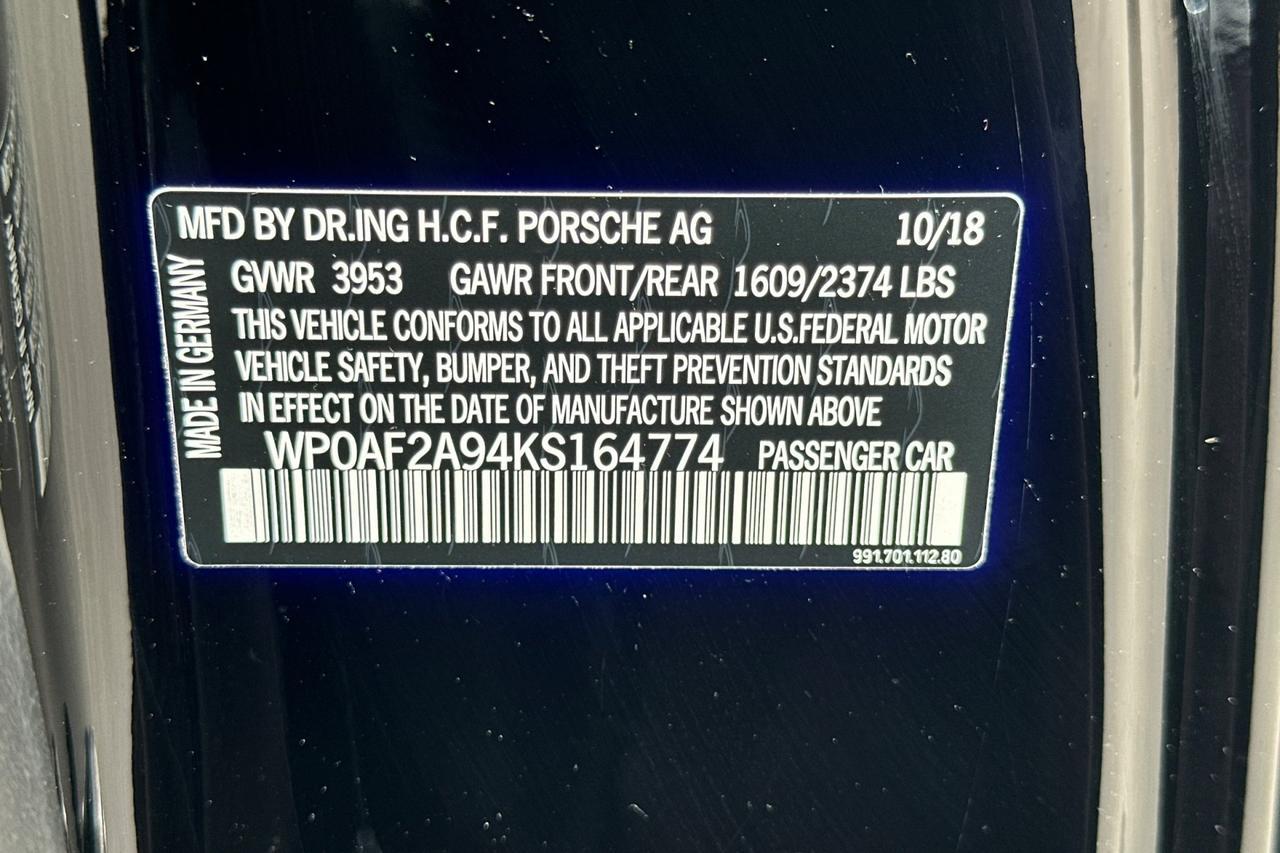 MFD BY DR.ING H.C.F. PORSCHE AG 10/18
GVWR 3953 GAWR FRONT/REAR 1609/2374 LBS
THIS VEHICLE CONFORMS TO ALL APPLICABLE U.S.FEDERAL MOTOR
VEHICLE SAFETY, BUMPER, AND THEFT PREVENTION STANDARDS
IN EFFECT ON THE DATE OF MANUFACTURE SHOWN ABOVE
WP0AF2A94KS164774 PASSENGER CAR
991.701.112.80
MADE IN GERMANY